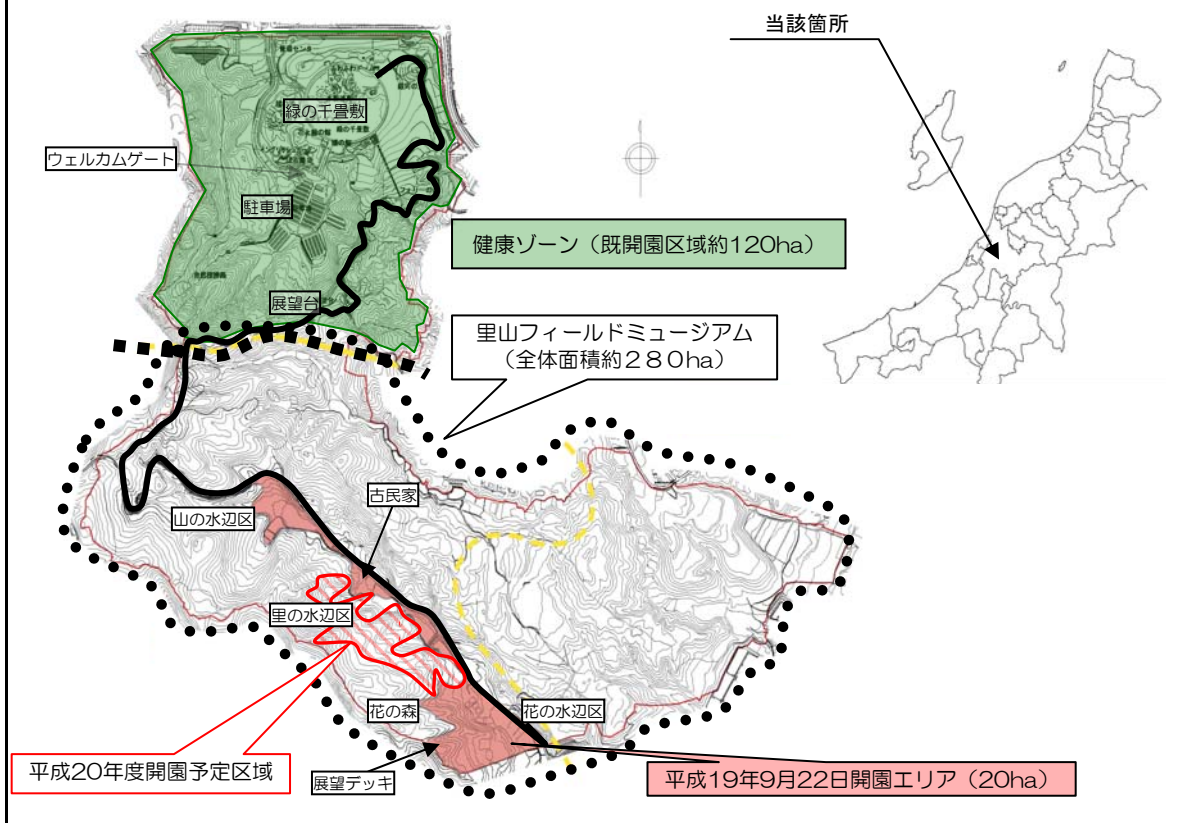 当該箇所
緑の千畳敷
緑の千畳敷
ウェルカムゲート
駐車場
健康ゾーン（既開園区域約120ha）
展望台
里山フィールドミュージアム
（全体面積約２８０ha）
古民家
山の水辺区
里の水辺区
花の森
花の水辺区
平成20年度開園予定区域
展望デッキ
平成19年9月22日開園エリア（20ha）